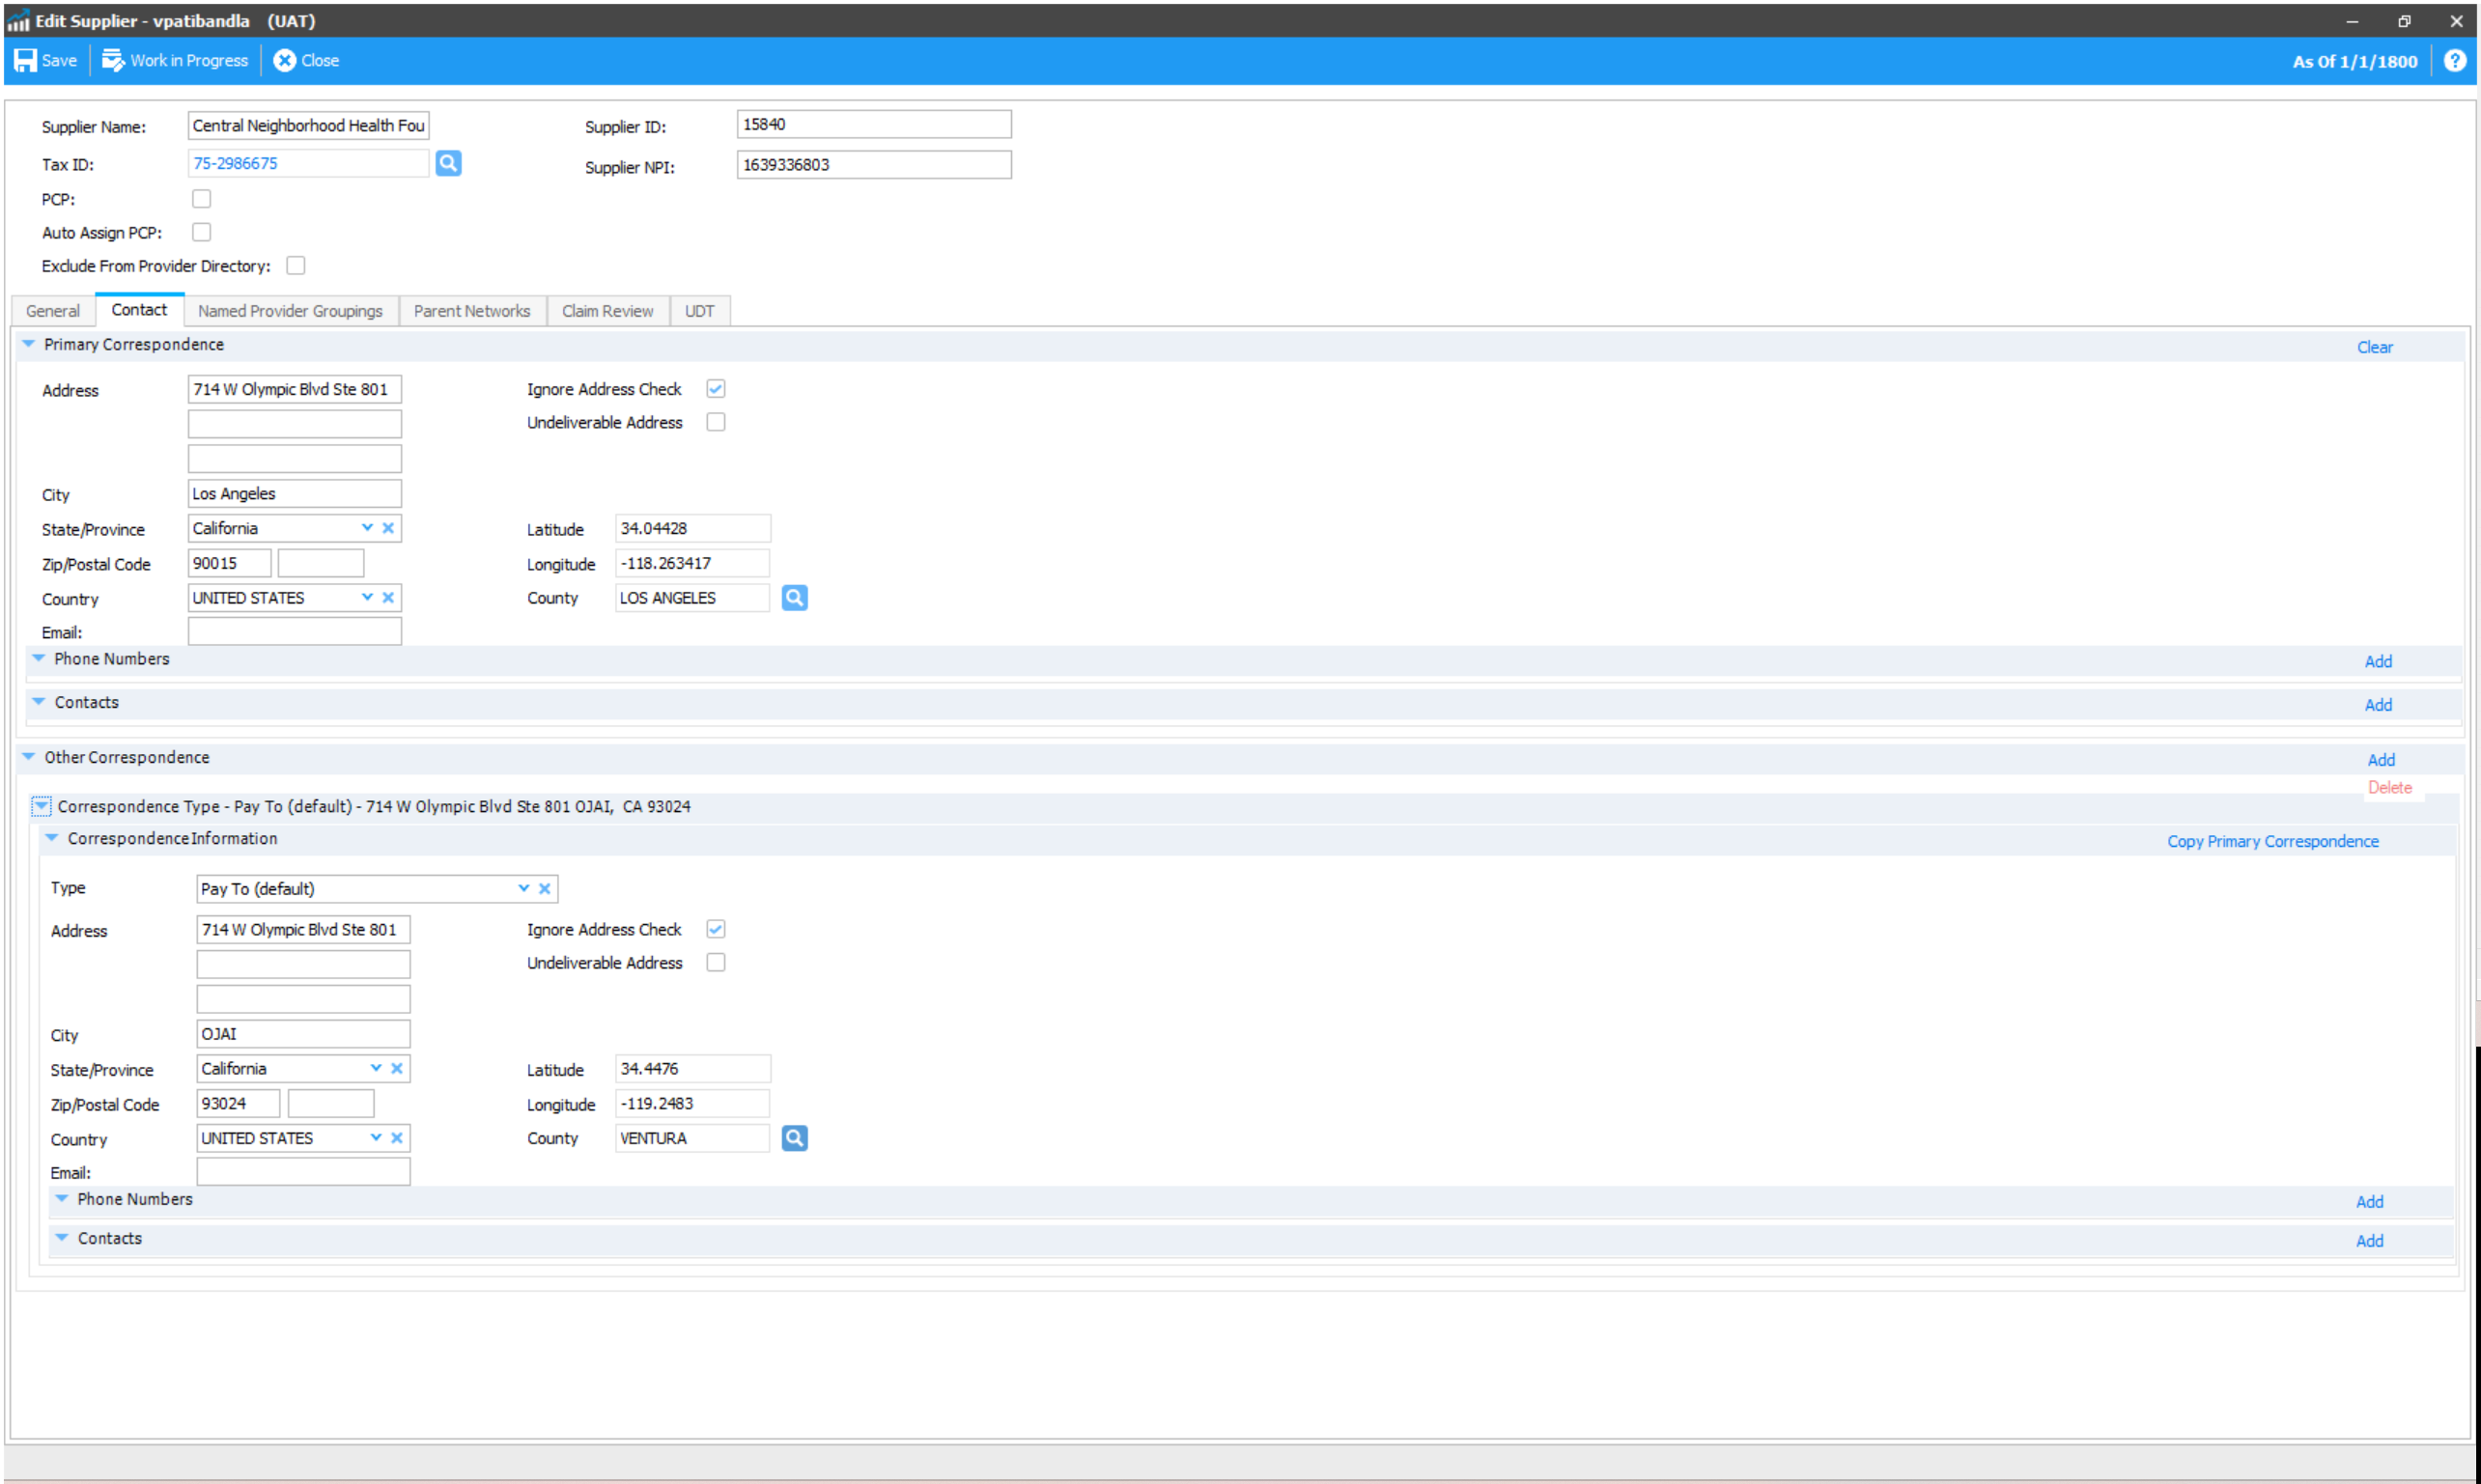 Edit Supplier - vpatibandla (UAT)
Save Work in Progress Close As Of 1/1/1800 ?
Supplier Name: Central Neighborhood Health Fou Supplier ID: 15840
Tax ID: 75-2986675 Supplier NPI: 1639336803
PCP:
Auto Assign PCP:
Exclude From Provider Directory:
General Contact Named Provider Groupings Parent Networks Claim Review UDT
Primary Correspondence Clear
Address 714 W Olympic Blvd Ste 801 Ignore Address Check
Undeliverable Address
City Los Angeles
State/Province California Latitude 34.04428
Zip/Postal Code 90015 Longitude -118.263417
Country UNITED STATES County LOS ANGELES
Email:
Phone Numbers Add
Contacts Add
Other Correspondence Add
Delete
Correspondence Type - Pay To (default) - 714 W Olympic Blvd Ste 801 OJAI, CA 93024
Correspondence Information Copy Primary Correspondence
Type Pay To (default)
Address 714 W Olympic Blvd Ste 801 Ignore Address Check
Undeliverable Address
City OJAI
State/Province California Latitude 34.4476
Zip/Postal Code 93024 Longitude -119.2483
Country UNITED STATES County VENTURA
Email:
Phone Numbers Add
Contacts Add